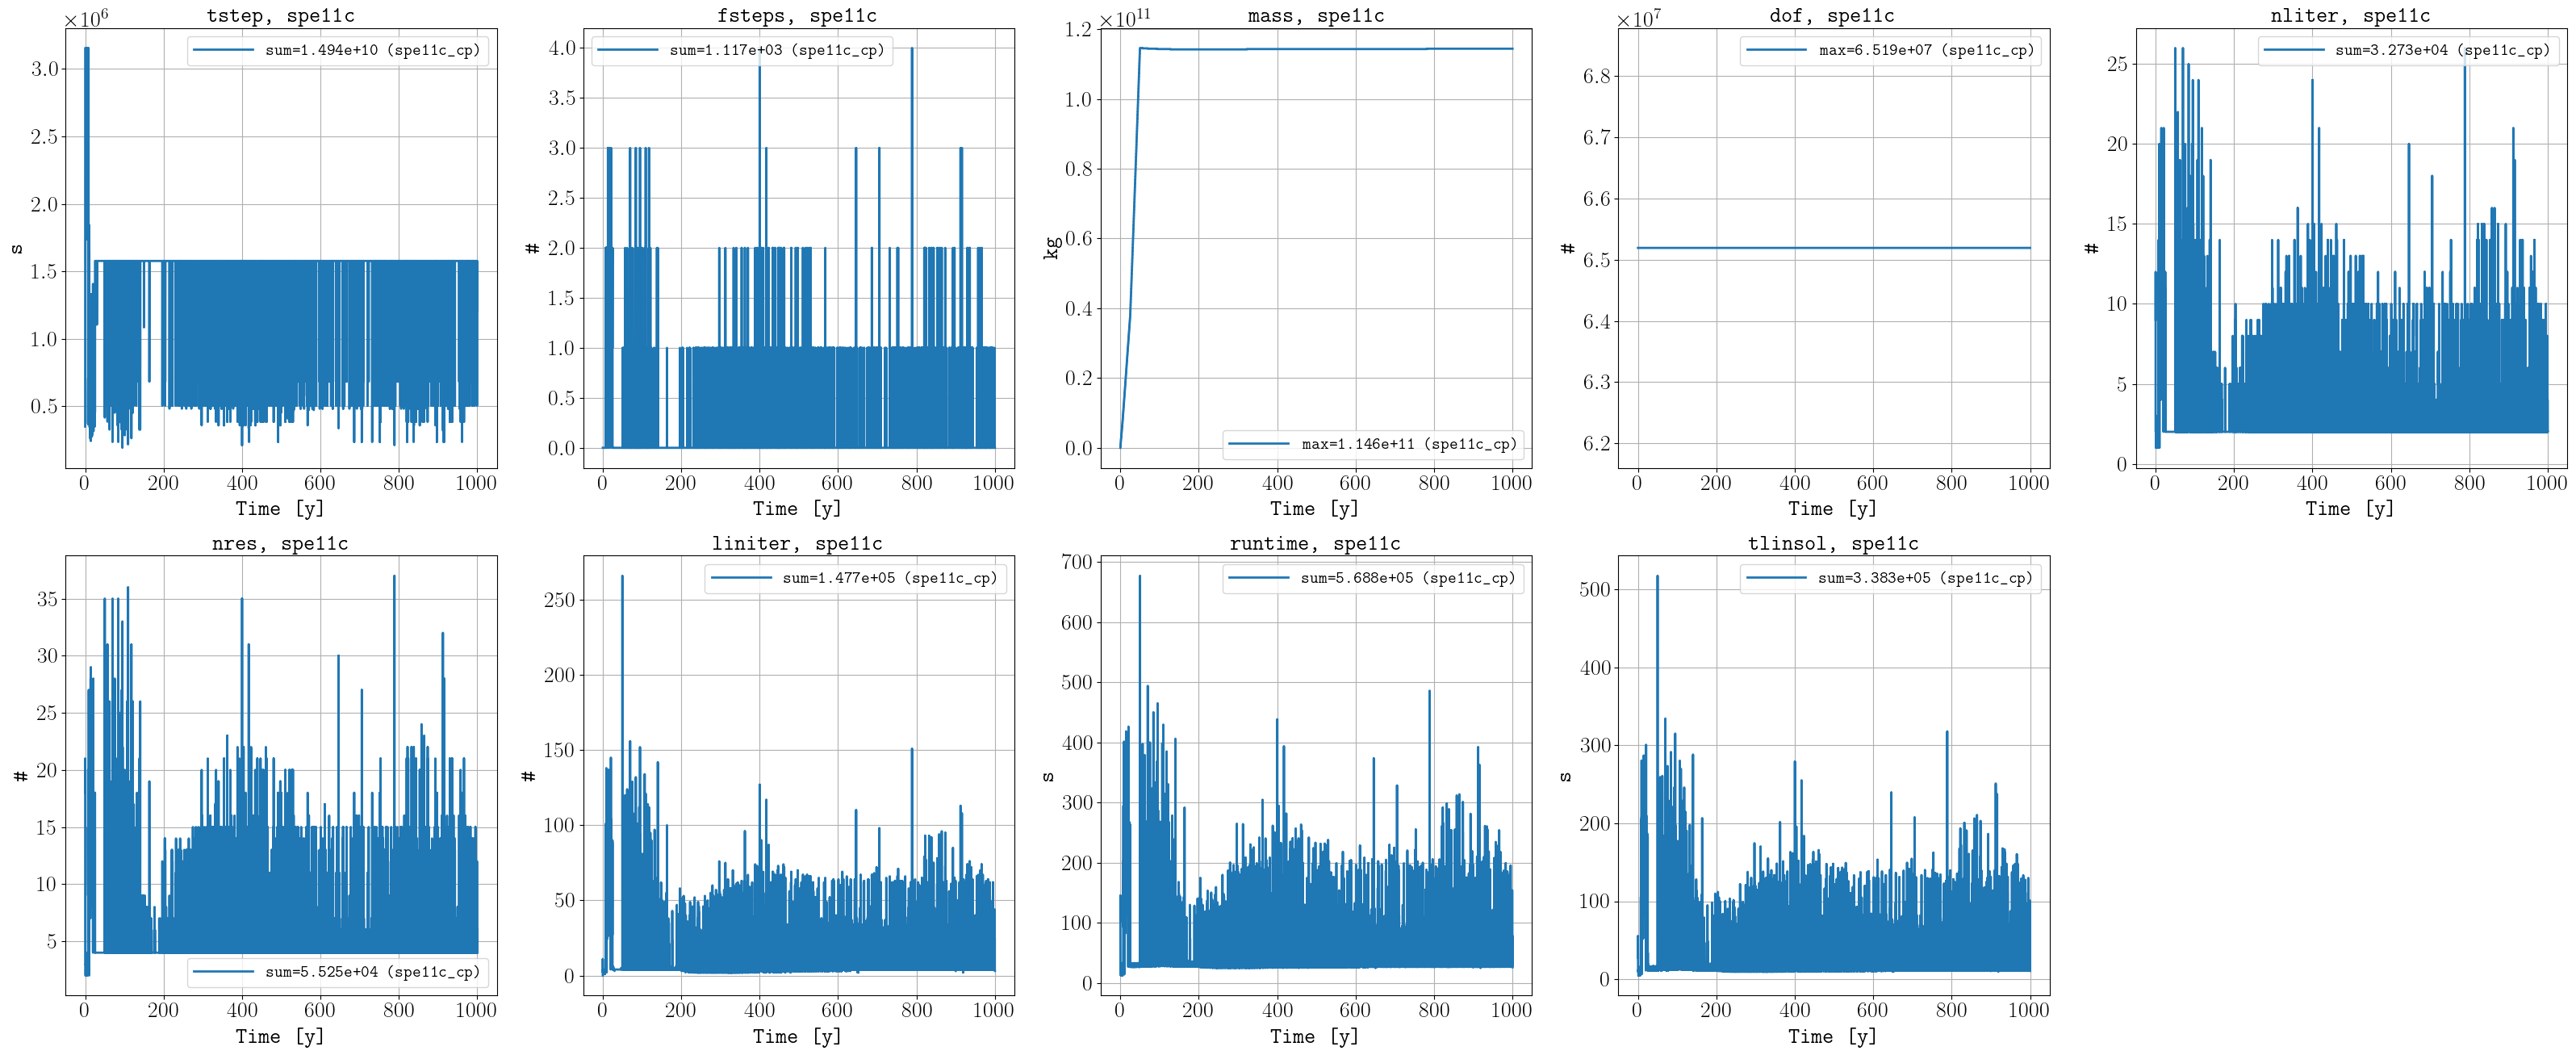 tstep, spe11c
×10⁶
sum=1.494e+10 (spe11c_cp)
3.0
2.5
2.0
1.5
1.0
0.5
s
0 200 400 600 800 1000
Time [y]
fsteps, spe11c
sum=1.117e+03 (spe11c_cp)
4.0
3.5
3.0
2.5
2.0
1.5
1.0
0.5
0.0
#
0 200 400 600 800 1000
Time [y]
mass, spe11c
×10¹¹
1.2
1.0
0.8
0.6
0.4
0.2
0.0
kg
max=1.146e+11 (spe11c_cp)
0 200 400 600 800 1000
Time [y]
dof, spe11c
×10⁷
max=6.519e+07 (spe11c_cp)
6.8
6.7
6.6
6.5
6.4
6.3
6.2
#
0 200 400 600 800 1000
Time [y]
nliter, spe11c
sum=3.273e+04 (spe11c_cp)
25
20
15
10
5
0
#
0 200 400 600 800 1000
Time [y]
nres, spe11c
35
30
25
20
15
10
5
#
sum=5.525e+04 (spe11c_cp)
0 200 400 600 800 1000
Time [y]
liniter, spe11c
sum=1.477e+05 (spe11c_cp)
250
200
150
100
50
0
#
0 200 400 600 800 1000
Time [y]
runtime, spe11c
sum=5.688e+05 (spe11c_cp)
700
600
500
400
300
200
100
0
s
0 200 400 600 800 1000
Time [y]
tlinsol, spe11c
sum=3.383e+05 (spe11c_cp)
500
400
300
200
100
0
s
0 200 400 600 800 1000
Time [y]